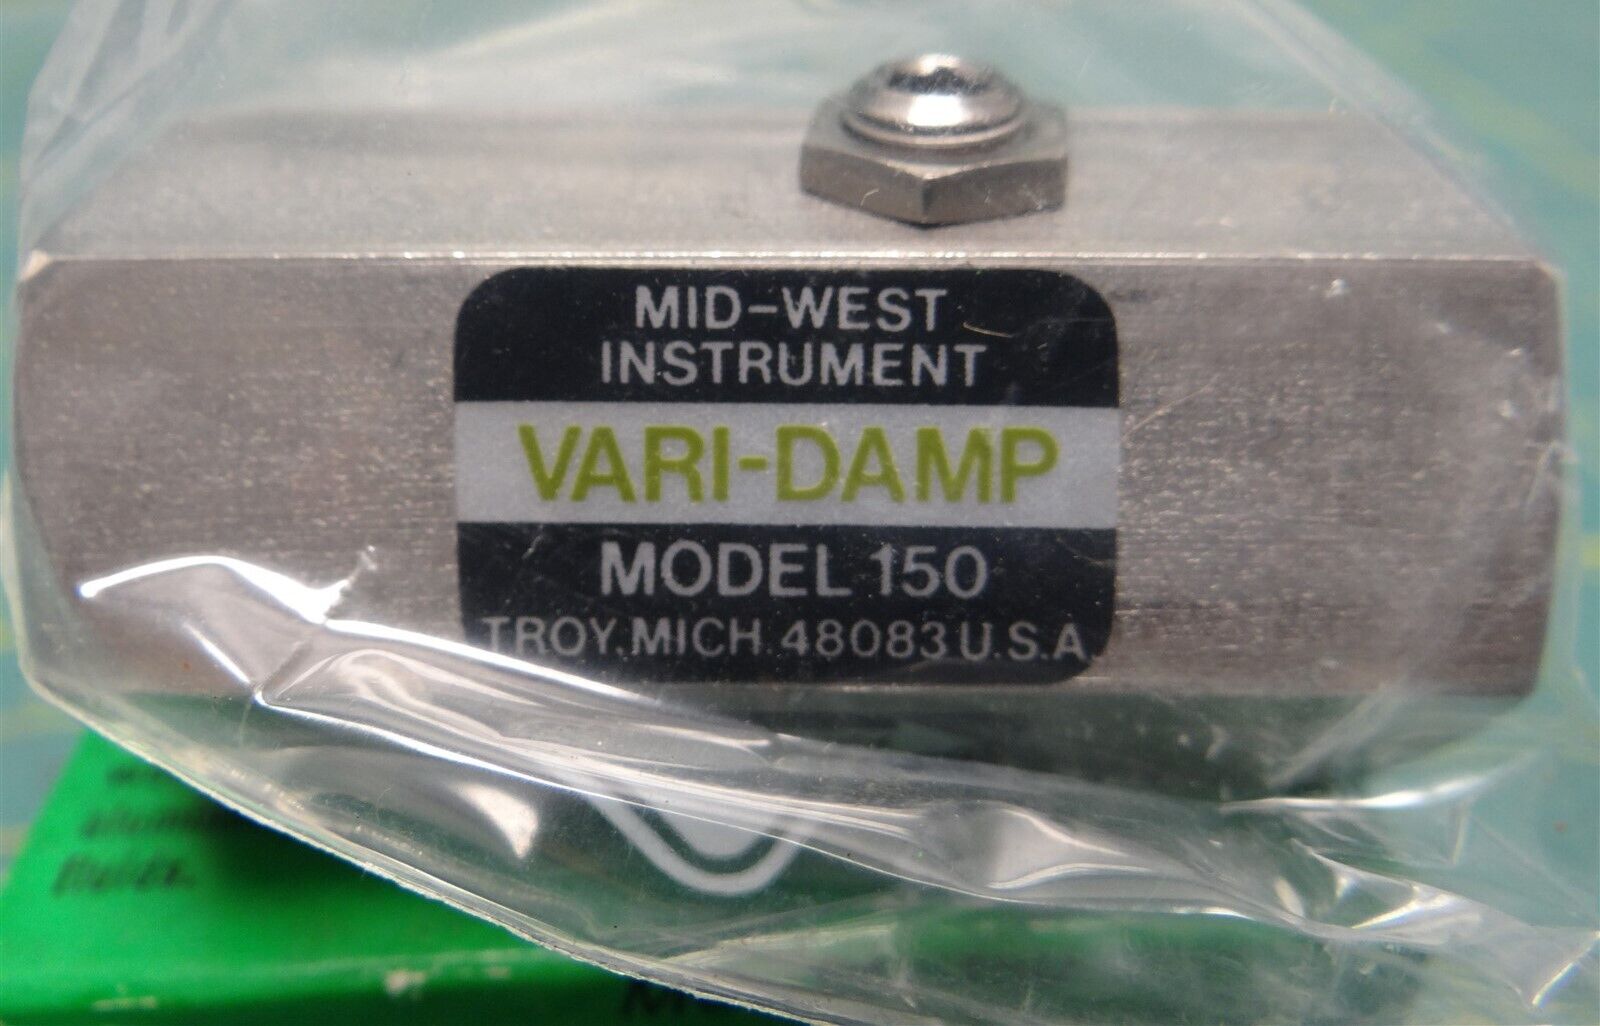 MID-WEST
INSTRUMENT
VARI-DAMP
MODEL 150
TROY. MICH. 48083 U.S.A